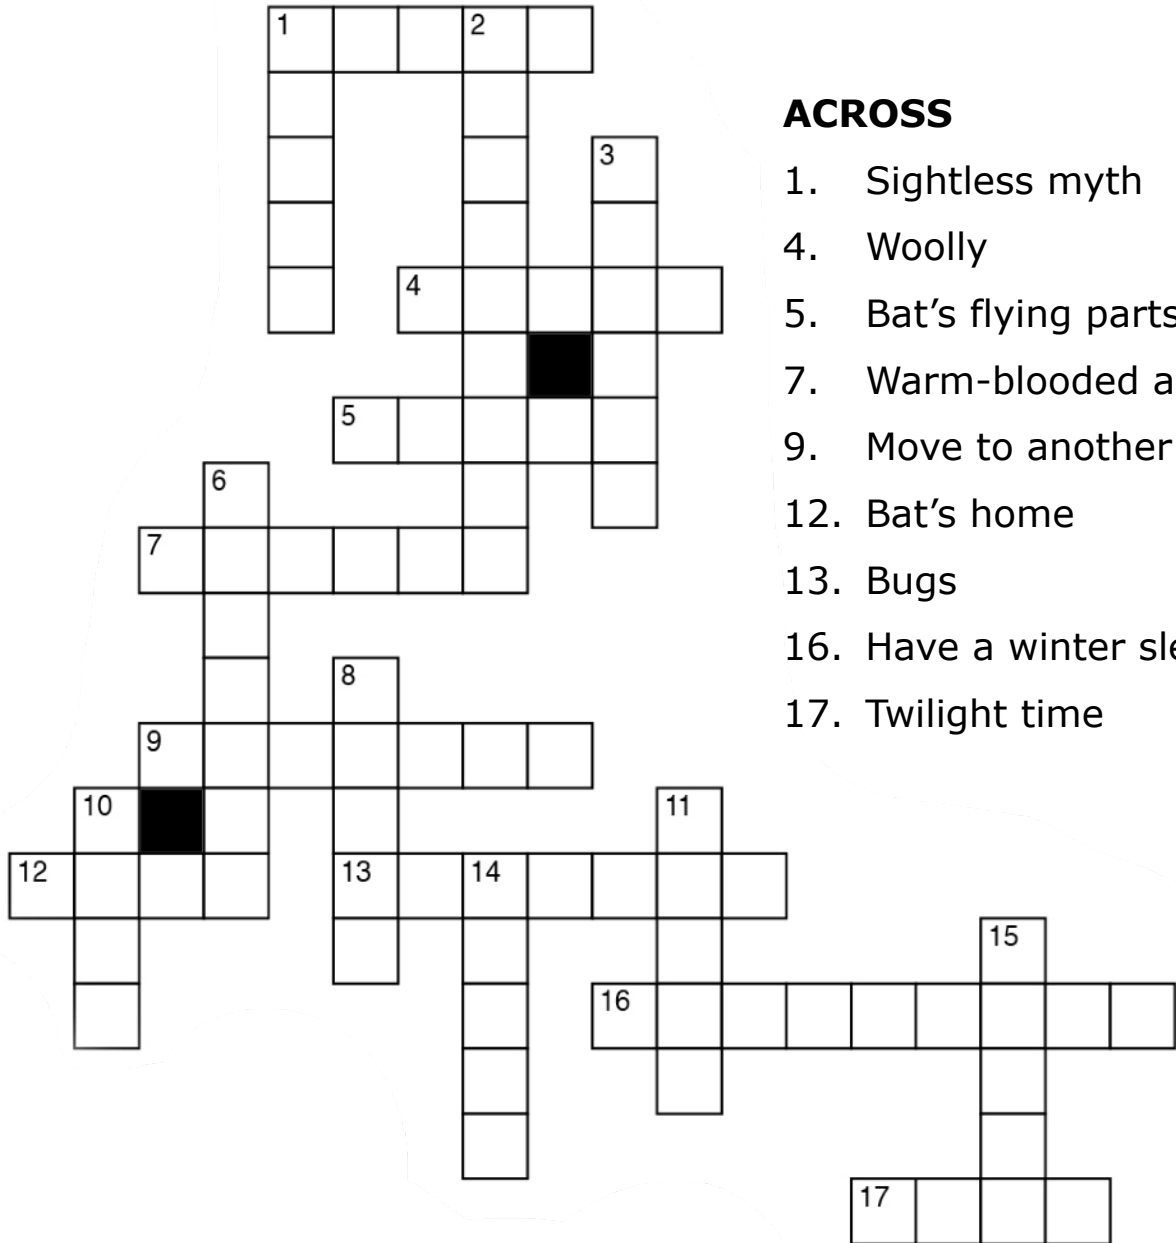 1
2
3
4
5
6
7
8
9
10
11
12
13
14
15
16
17
ACROSS
1. Sightless myth
4. Woolly
5. Bat’s flying parts
7. Warm-blooded a
9. Move to another
12. Bat’s home
13. Bugs
16. Have a winter sle
17. Twilight time